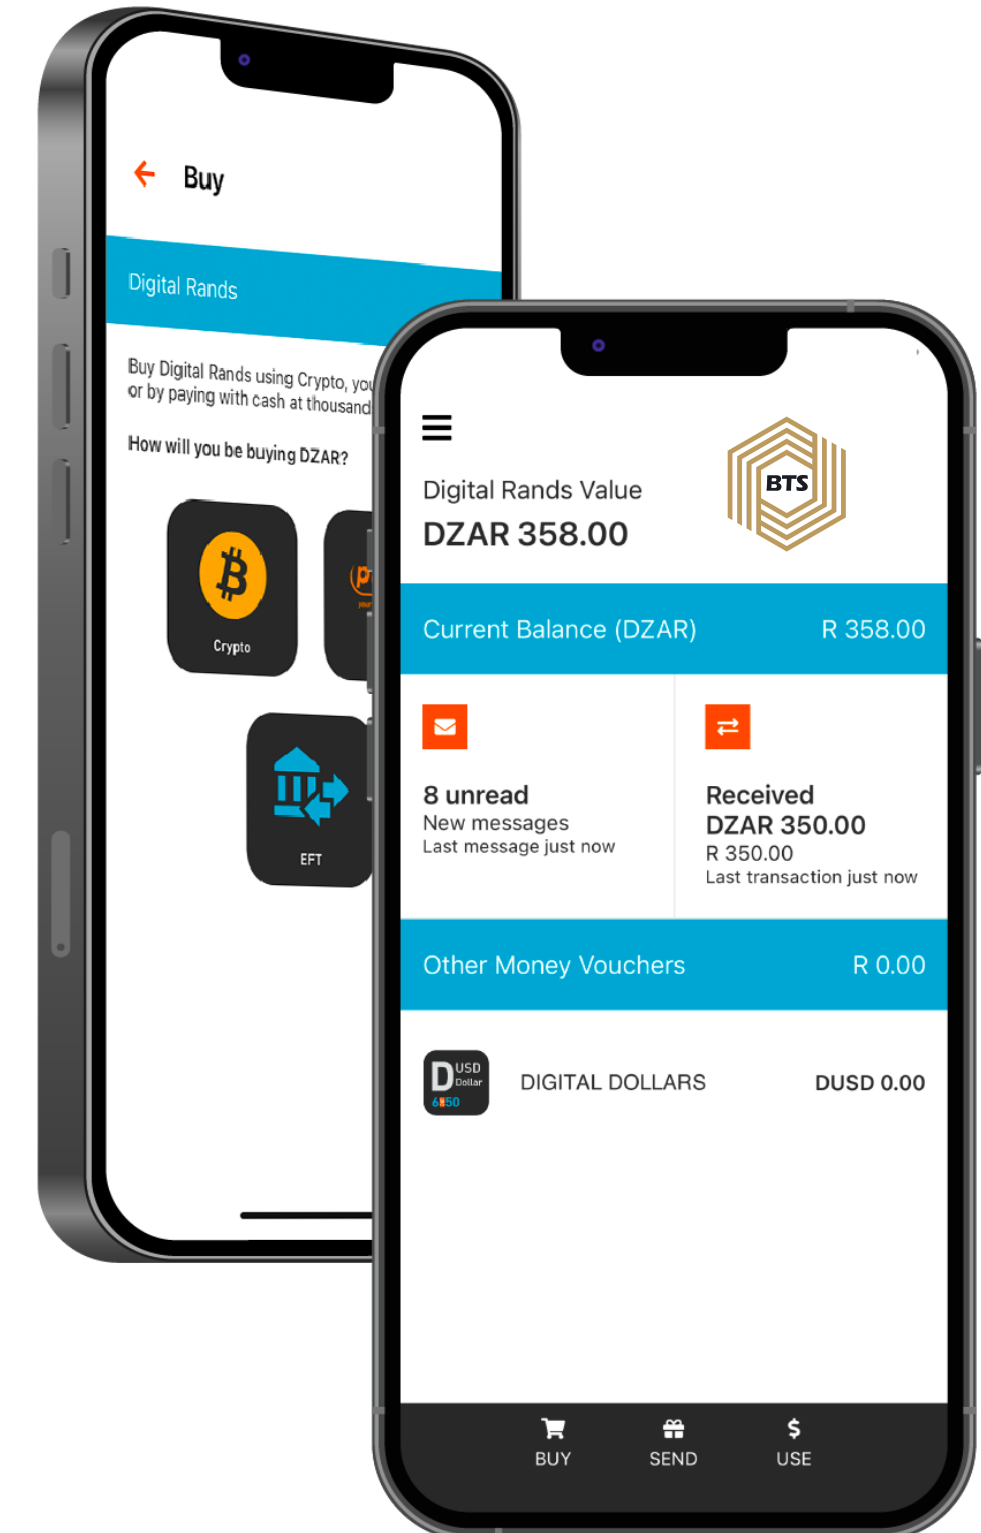 Buy
Digital Rands
Buy Digital Rands using Crypto,
or by paying with cash at
How will you be buying DZAR?
Crypto
EFT
BTS
Digital Rands Value
DZAR 358.00
Current Balance (DZAR) R 358.00
8 unread
New messages
Last message just now
Received
DZAR 350.00
R 350.00
Last transaction just now
Other Money Vouchers R 0.00
D USD
Dollar
DIGITAL DOLLARS DUSD 0.00
BUY SEND USE